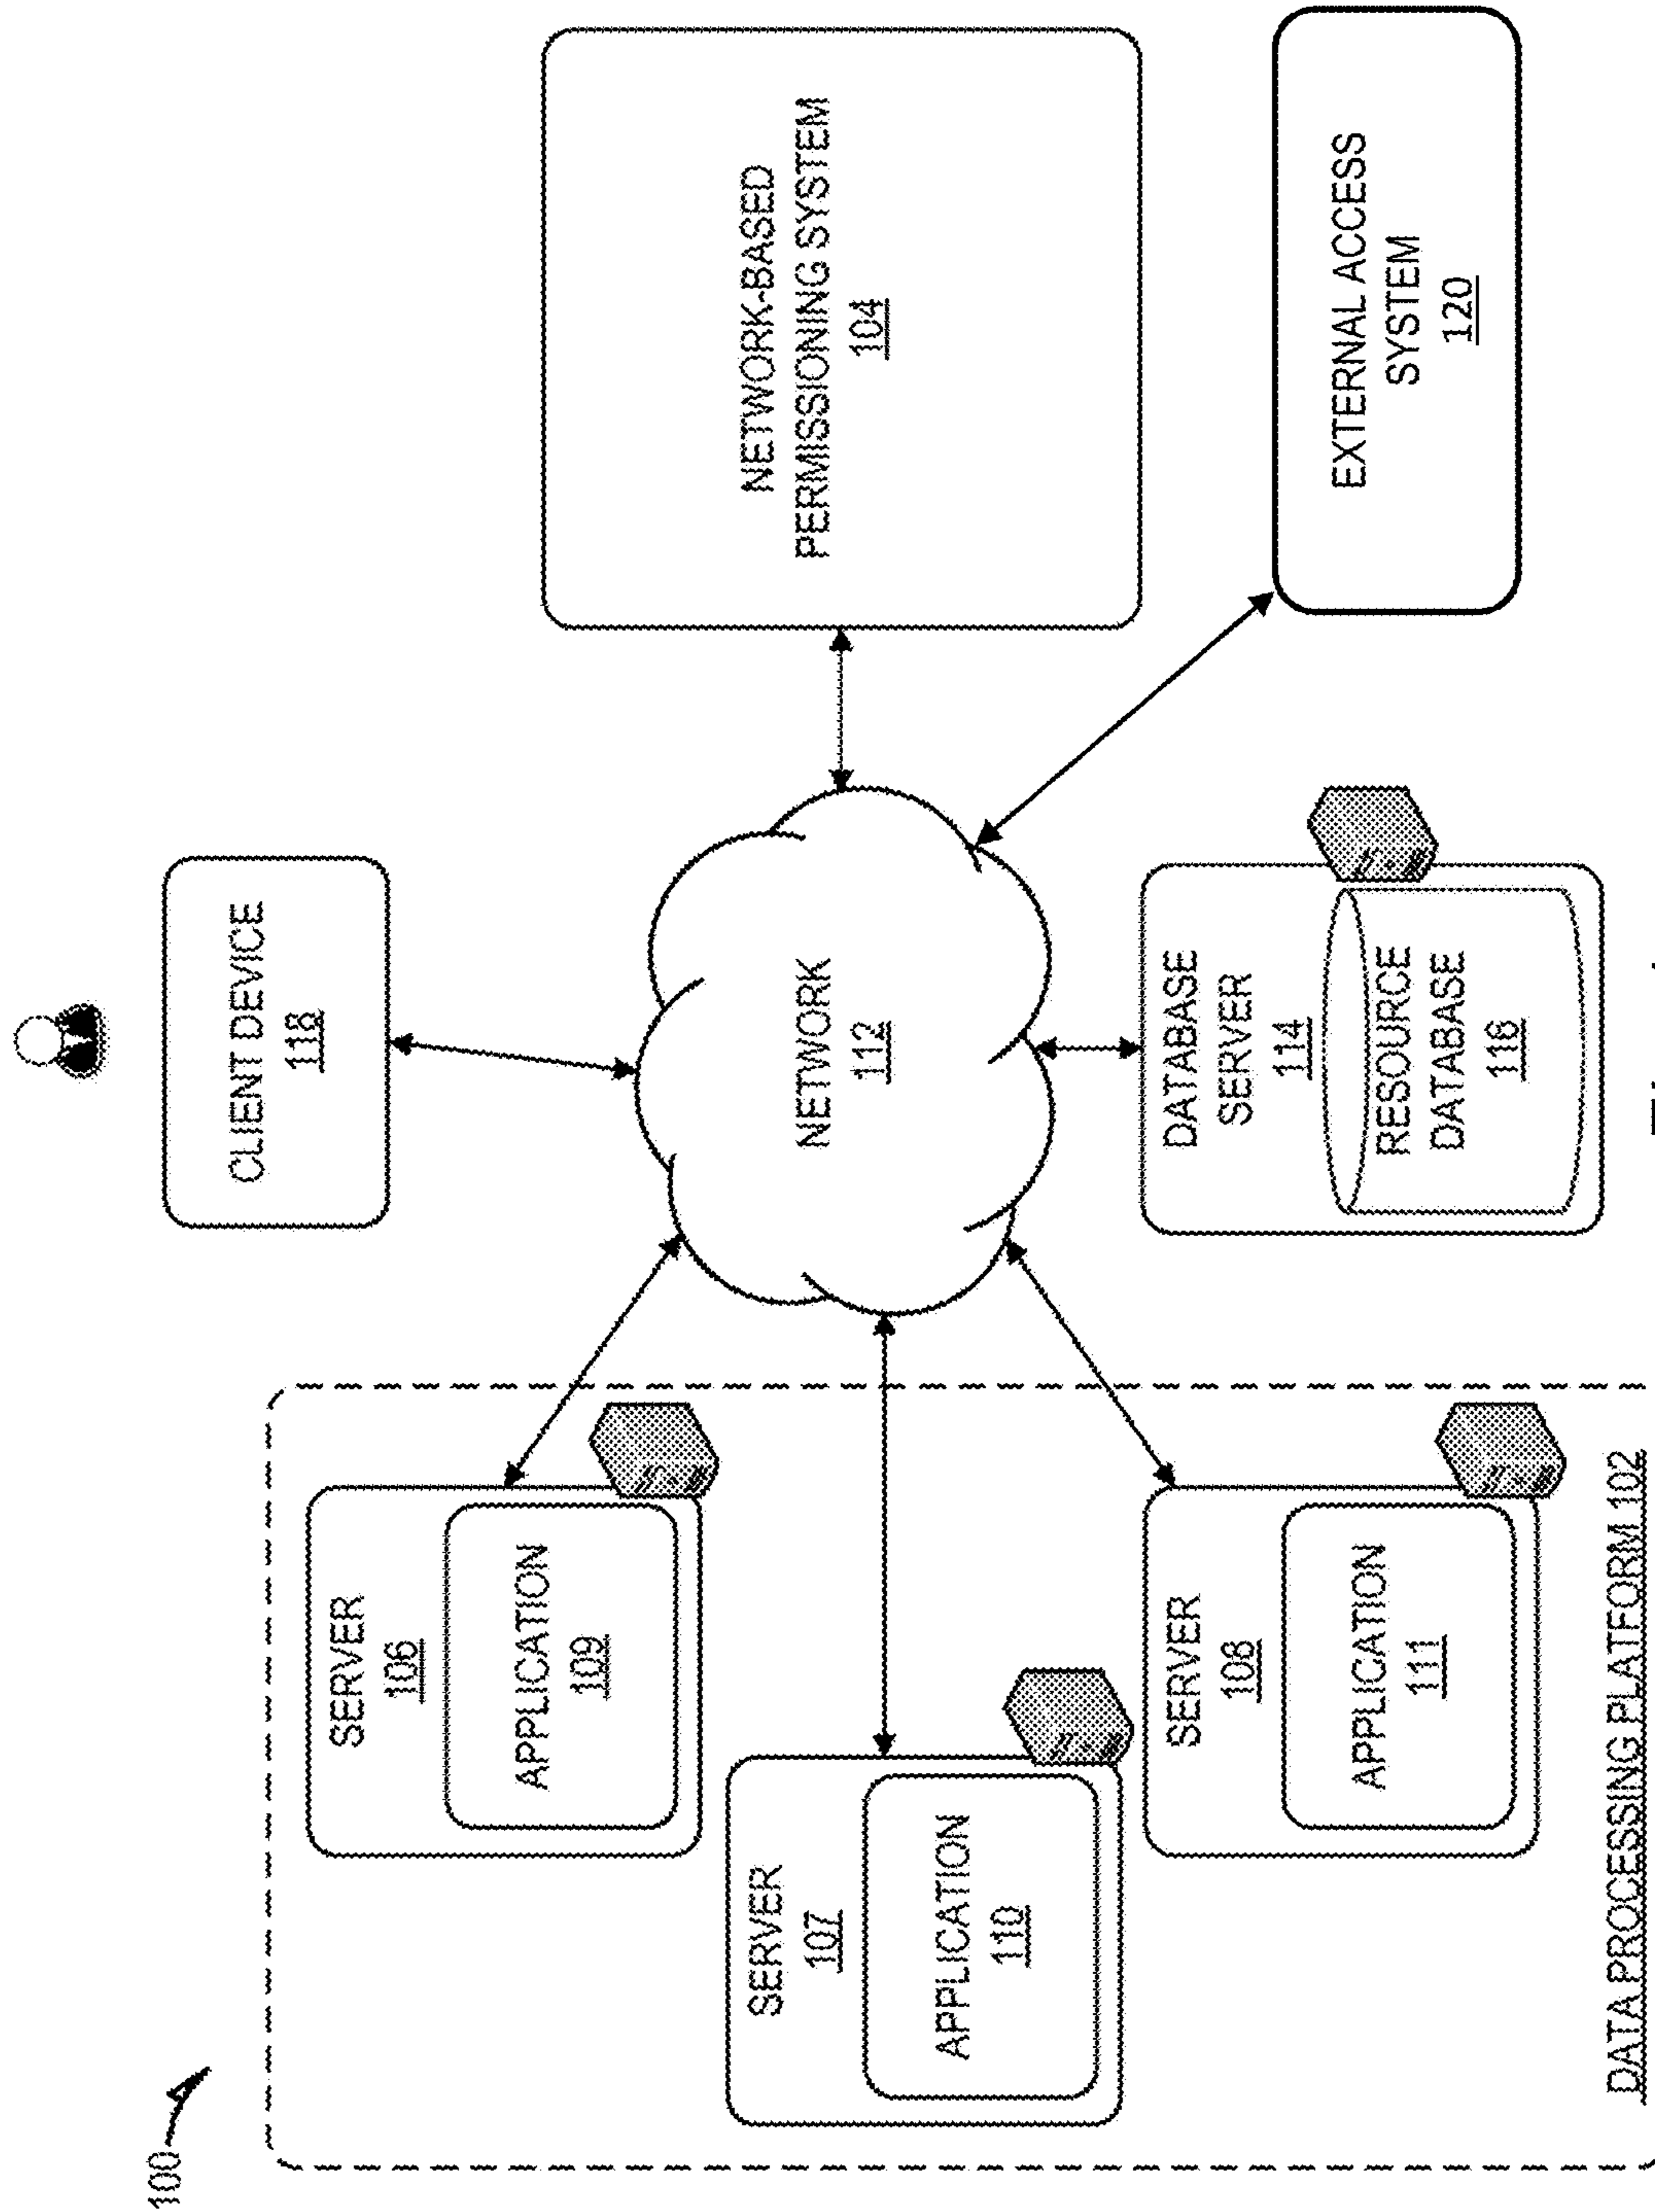 100
CLIENT DEVICE
118
SERVER
106
APPLICATION
109
SERVER
107
APPLICATION
110
SERVER
108
APPLICATION
111
DATA PROCESSING PLATFORM 102
NETWORK
112
NETWORK-BASED
PERMISSIONING SYSTEM
104
DATABASE
SERVER
114
RESOURCE
DATABASE
116
EXTERNAL ACCESS
SYSTEM
120